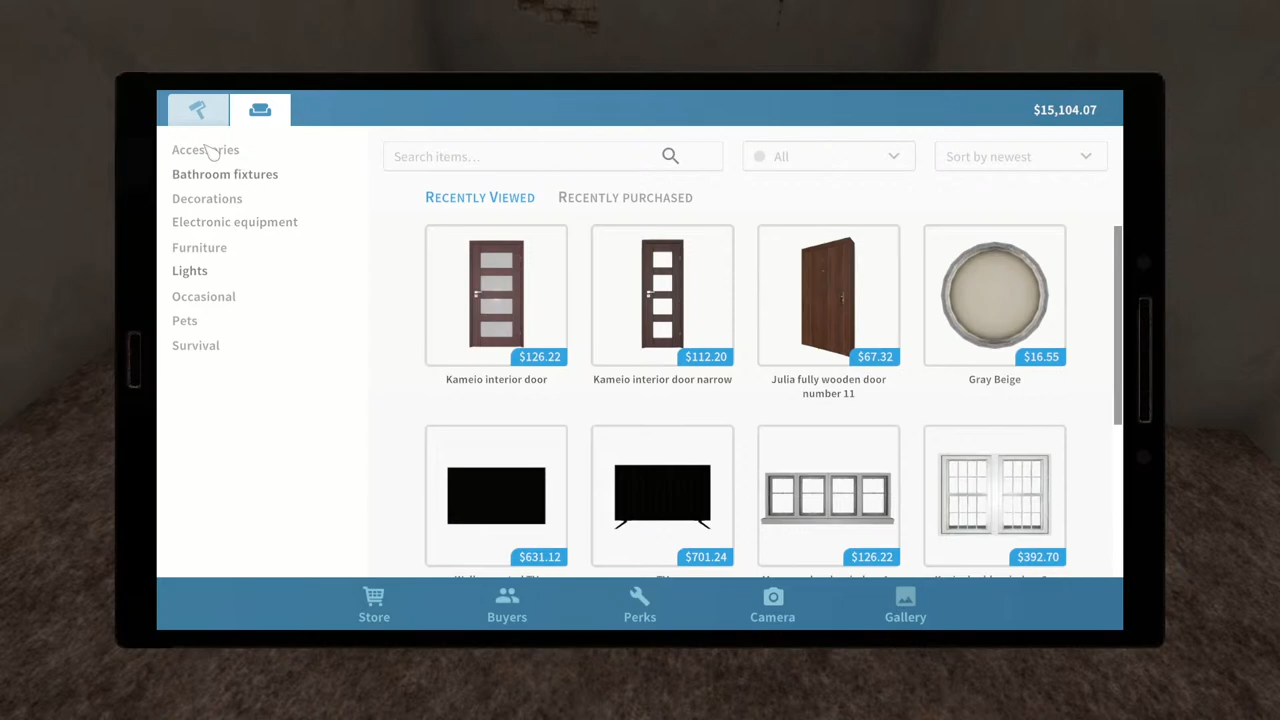 $15,104.07
Accessories
Bathroom fixtures
Decorations
Electronic equipment
Furniture
Lights
Occasional
Pets
Survival
Search items...
All
Sort by newest
RECENTLY VIEWED
RECENTLY PURCHASED
$126.22
$112.20
$67.32
$16.55
Kameio interior door
Kameio interior door narrow
Julia fully wooden door
number 11
Gray Beige
$631.12
$701.24
$126.22
$392.70
Store
Buyers
Perks
Camera
Gallery